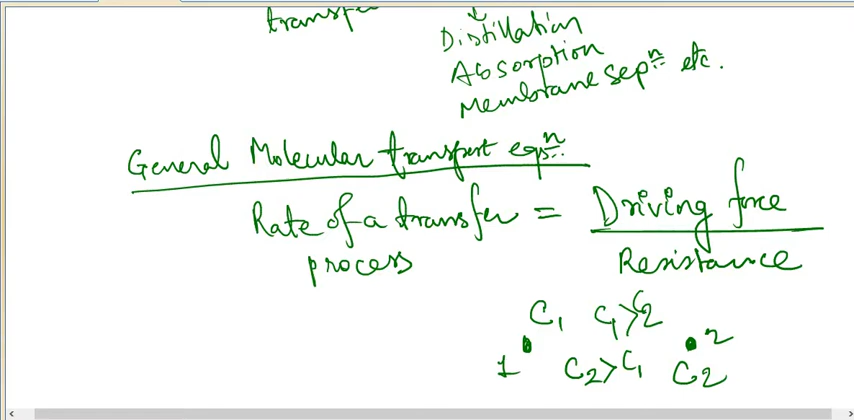 transfer
Distillation
Absorption
Membrane sepⁿ etc.
General Molecular transport eqⁿ:
Rate of a transfer = Driving force
process Resistance
C₁ C₁>C₂
1 C₂>C₁ C₂ 2